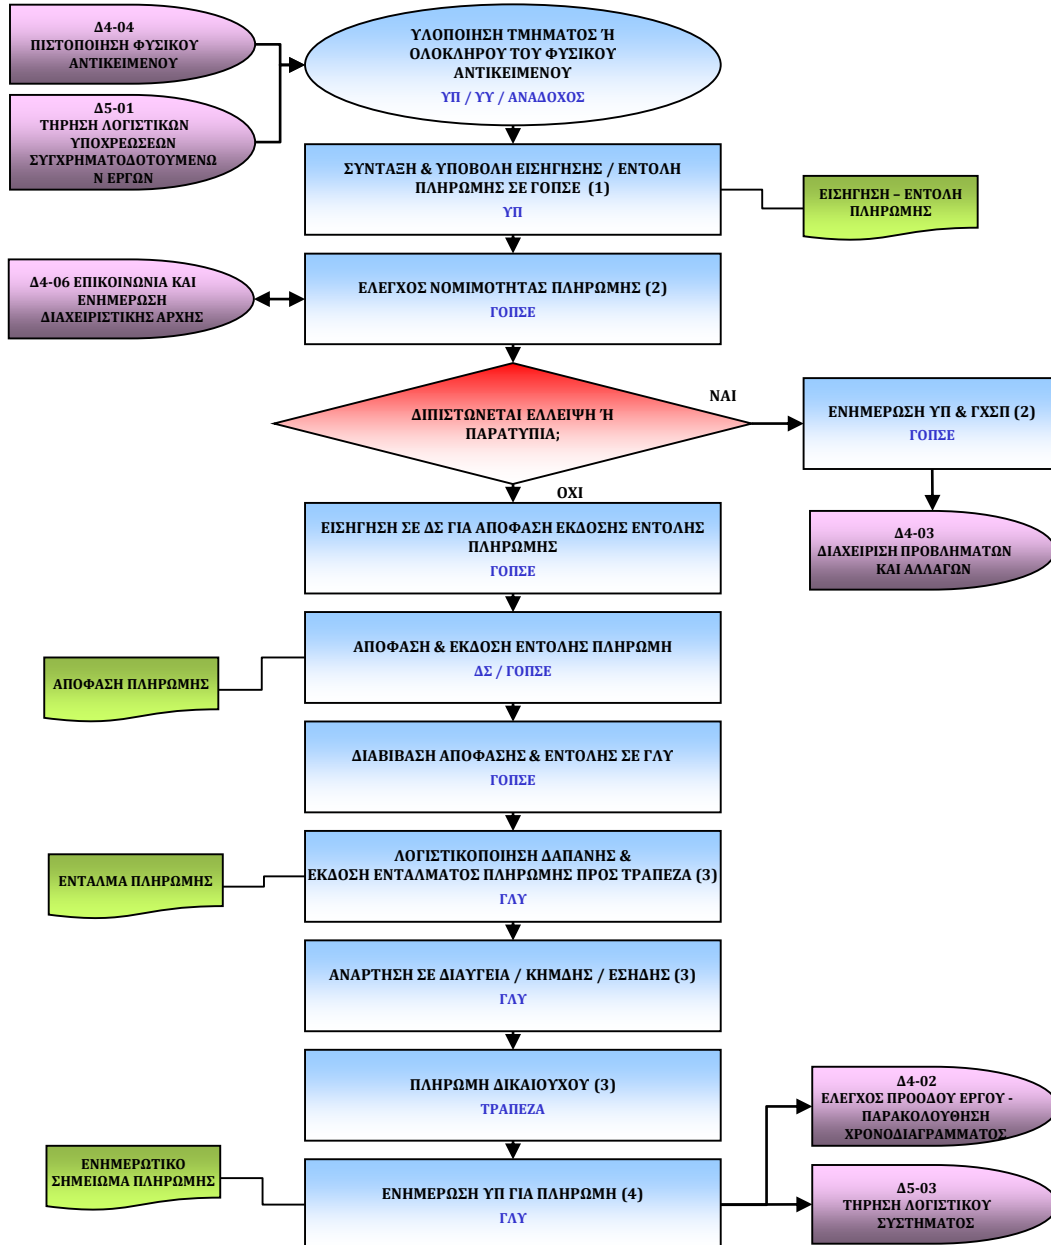 Δ4-04
ΠΙΣΤΟΠΟΙΗΣΗ ΦΥΣΙΚΟΥ
ΑΝΤΙΚΕΙΜΕΝΟΥ
Δ5-01
ΤΗΡΗΣΗ ΛΟΓΙΣΤΙΚΩΝ
ΥΠΟΧΡΕΩΣΕΩΝ
ΣΥΓΧΡΗΜΑΤΟΔΟΤΟΥΜΕΝΩ
Ν ΕΡΓΩΝ
ΥΛΟΠΟΙΗΣΗ ΤΜΗΜΑΤΟΣ Ή
ΟΛΟΚΛΗΡΟΥ ΤΟΥ ΦΥΣΙΚΟΥ
ΑΝΤΙΚΕΙΜΕΝΟΥ
ΥΠ / ΥΥ / ΑΝΑΔΟΧΟΣ
ΣΥΝΤΑΞΗ & ΥΠΟΒΟΛΗ ΕΙΣΗΓΗΣΗΣ / ΕΝΤΟΛΗ
ΠΛΗΡΩΜΗΣ ΣΕ ΓΟΠΣΕ (1)
ΥΠ
ΕΙΣΗΓΗΣΗ – ΕΝΤΟΛΗ
ΠΛΗΡΩΜΗΣ
Δ4-06 ΕΠΙΚΟΙΝΩΝΙΑ ΚΑΙ
ΕΝΗΜΕΡΩΣΗ
ΔΙΑΧΕΙΡΙΣΤΙΚΗΣ ΑΡΧΗΣ
ΕΛΕΓΧΟΣ ΝΟΜΙΜΟΤΗΤΑΣ ΠΛΗΡΩΜΗΣ (2)
ΓΟΠΣΕ
ΔΙΠΙΣΤΩΝΕΤΑΙ ΕΛΛΕΙΨΗ Ή
ΠΑΡΑΤΥΠΙΑ;
ΝΑΙ
ΕΝΗΜΕΡΩΣΗ ΥΠ & ΓΧΣΠ (2)
ΓΟΠΣΕ
Δ4-03
ΔΙΑΧΕΙΡΙΣΗ ΠΡΟΒΛΗΜΑΤΩΝ
ΚΑΙ ΑΛΛΑΓΩΝ
ΟΧΙ
ΕΙΣΗΓΗΣΗ ΣΕ ΔΣ ΓΙΑ ΑΠΟΦΑΣΗ ΕΚΔΟΣΗΣ ΕΝΤΟΛΗΣ
ΠΛΗΡΩΜΗΣ
ΓΟΠΣΕ
ΑΠΟΦΑΣΗ & ΕΚΔΟΣΗ ΕΝΤΟΛΗΣ ΠΛΗΡΩΜΗ
ΔΣ / ΓΟΠΣΕ
ΑΠΟΦΑΣΗ ΠΛΗΡΩΜΗΣ
ΔΙΑΒΙΒΑΣΗ ΑΠΟΦΑΣΗΣ & ΕΝΤΟΛΗΣ ΣΕ ΓΛΥ
ΓΟΠΣΕ
ΛΟΓΙΣΤΙΚΟΠΟΙΗΣΗ ΔΑΠΑΝΗΣ &
ΕΚΔΟΣΗ ΕΝΤΑΛΜΑΤΟΣ ΠΛΗΡΩΜΗΣ ΠΡΟΣ ΤΡΑΠΕΖΑ (3)
ΓΛΥ
ΕΝΤΑΛΜΑ ΠΛΗΡΩΜΗΣ
ΑΝΑΡΤΗΣΗ ΣΕ ΔΙΑΥΓΕΙΑ / ΚΗΜΔΗΣ / ΕΣΗΔΗΣ (3)
ΓΛΥ
ΠΛΗΡΩΜΗ ΔΙΚΑΙΟΥΧΟΥ (3)
ΤΡΑΠΕΖΑ
Δ4-02
ΕΛΕΓΧΟΣ ΠΡΟΟΔΟΥ ΕΡΓΟΥ -
ΠΑΡΑΚΟΛΟΥΘΗΣΗ
ΧΡΟΝΟΔΙΑΓΡΑΜΜΑΤΟΣ
ΕΝΗΜΕΡΩΤΙΚΟ
ΣΗΜΕΙΩΜΑ ΠΛΗΡΩΜΗΣ
ΕΝΗΜΕΡΩΣΗ ΥΠ ΓΙΑ ΠΛΗΡΩΜΗ (4)
ΓΛΥ
Δ5-03
ΤΗΡΗΣΗ ΛΟΓΙΣΤΙΚΟΥ
ΣΥΣΤΗΜΑΤΟΣ